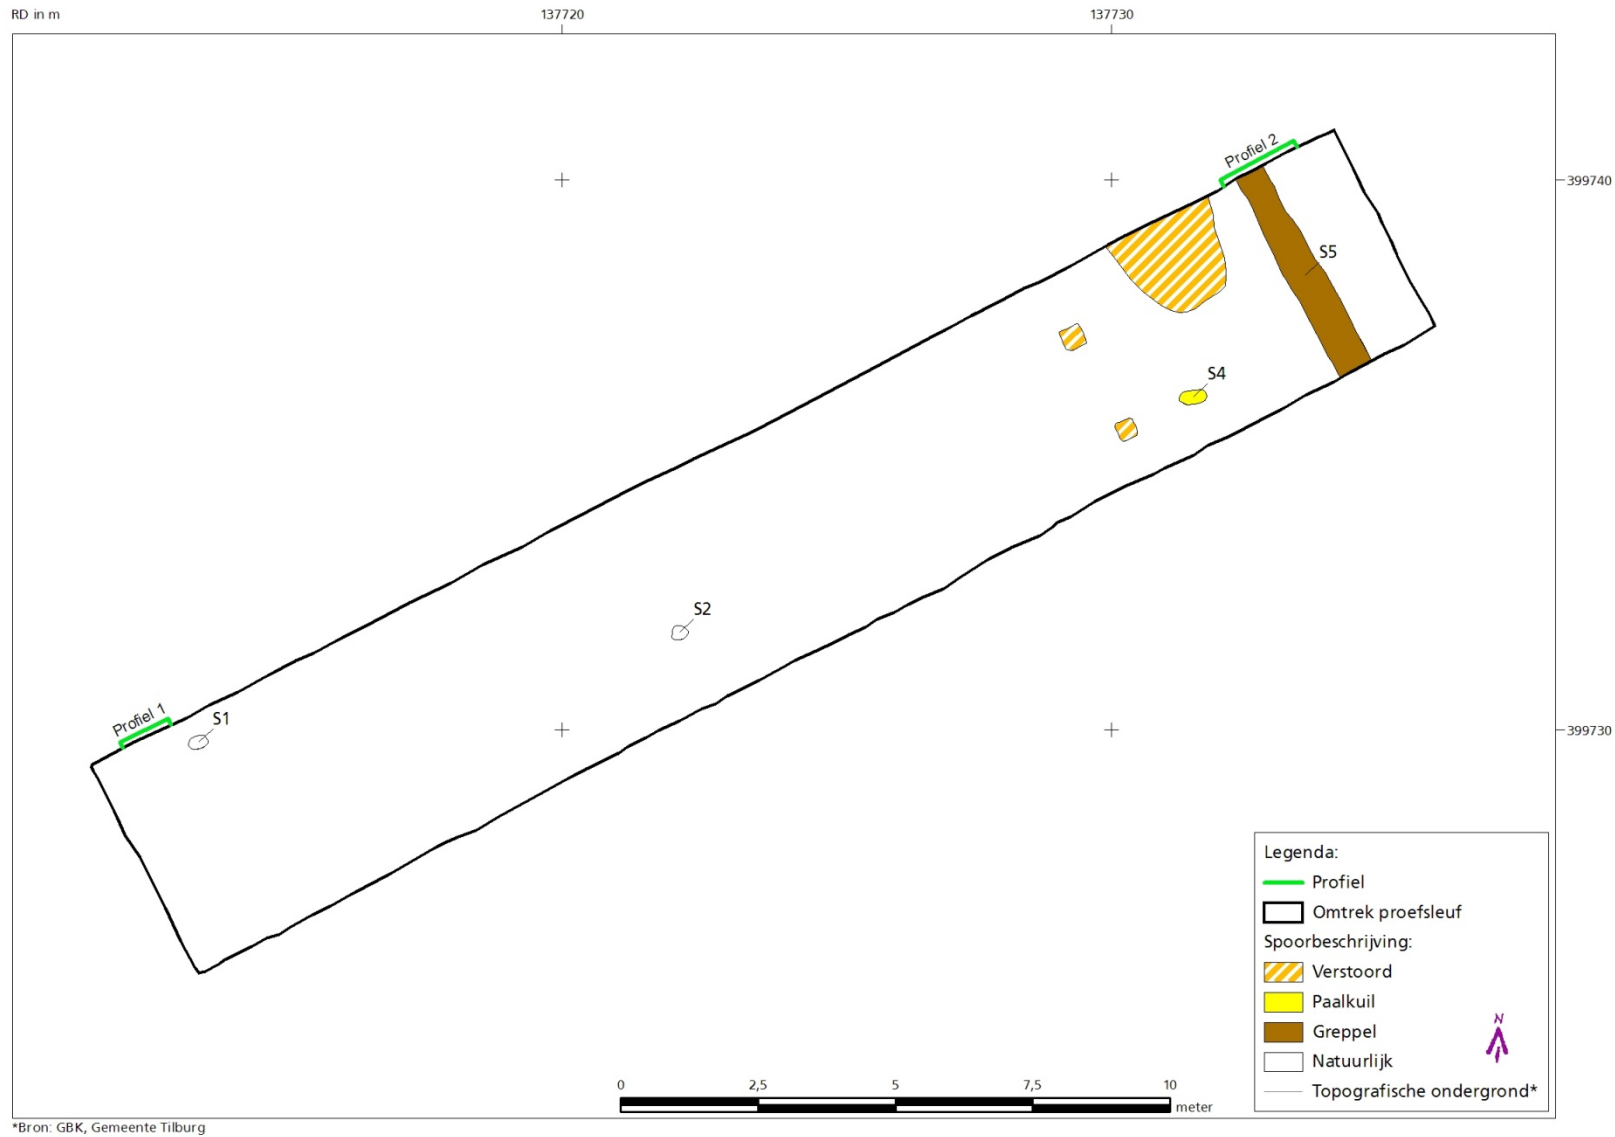 RD in m
137720
137730
Profiel 2
399740
S5
S4
S2
Profiel 1
S1
399730
Legenda:
Profiel
Omtrek proefsleuf
Spoorbeschrijving:
Verstoord
Paalkuil
Greppel
Natuurlijk
Topografische ondergrond*
N
0
2,5
5
7,5
10
meter
*Bron: GBK, Gemeente Tilburg